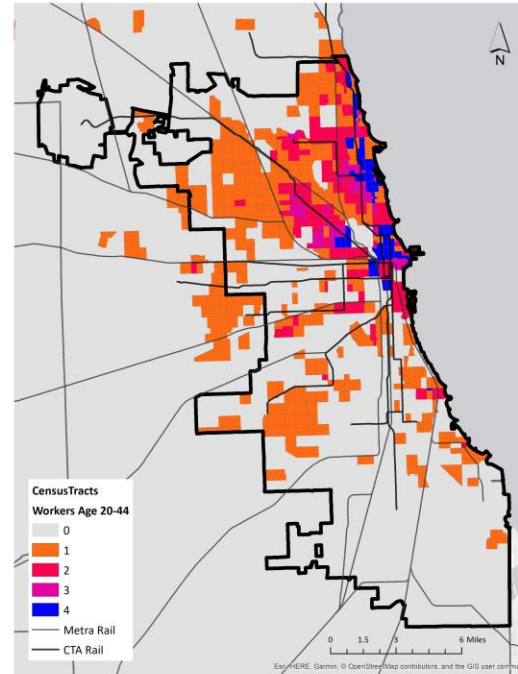 N
CensusTracts
Workers Age 20-44
0
1
2
3
4
Metra Rail
CTA Rail
0 1.5 3 6 Miles
Esri, HERE, Garmin, © OpenStreetMap contributors, and the GIS user commu